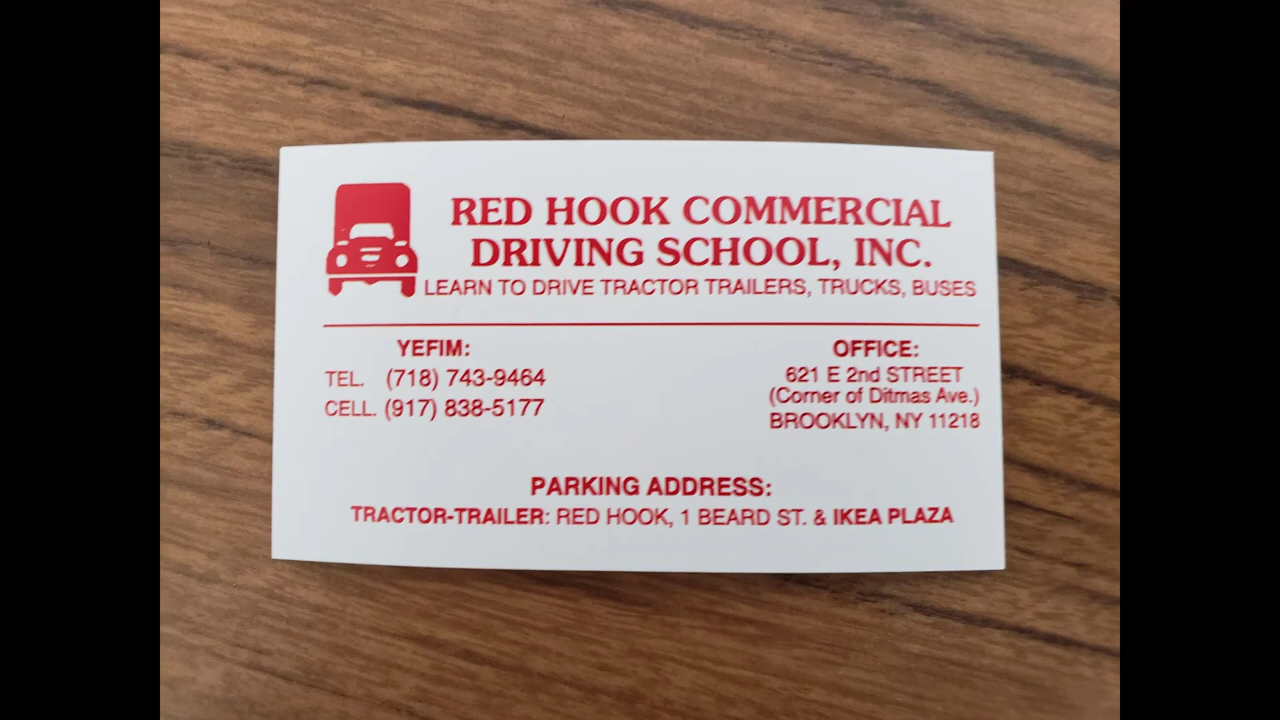 RED HOOK COMMERCIAL
DRIVING SCHOOL, INC.
LEARN TO DRIVE TRACTOR TRAILERS, TRUCKS, BUSES
YEFIM:
TEL. (718) 743-9464
CELL. (917) 838-5177
OFFICE:
621 E 2nd STREET
(Corner of Ditmas Ave.)
BROOKLYN, NY 11218
PARKING ADDRESS:
TRACTOR-TRAILER: RED HOOK, 1 BEARD ST. & IKEA PLAZA